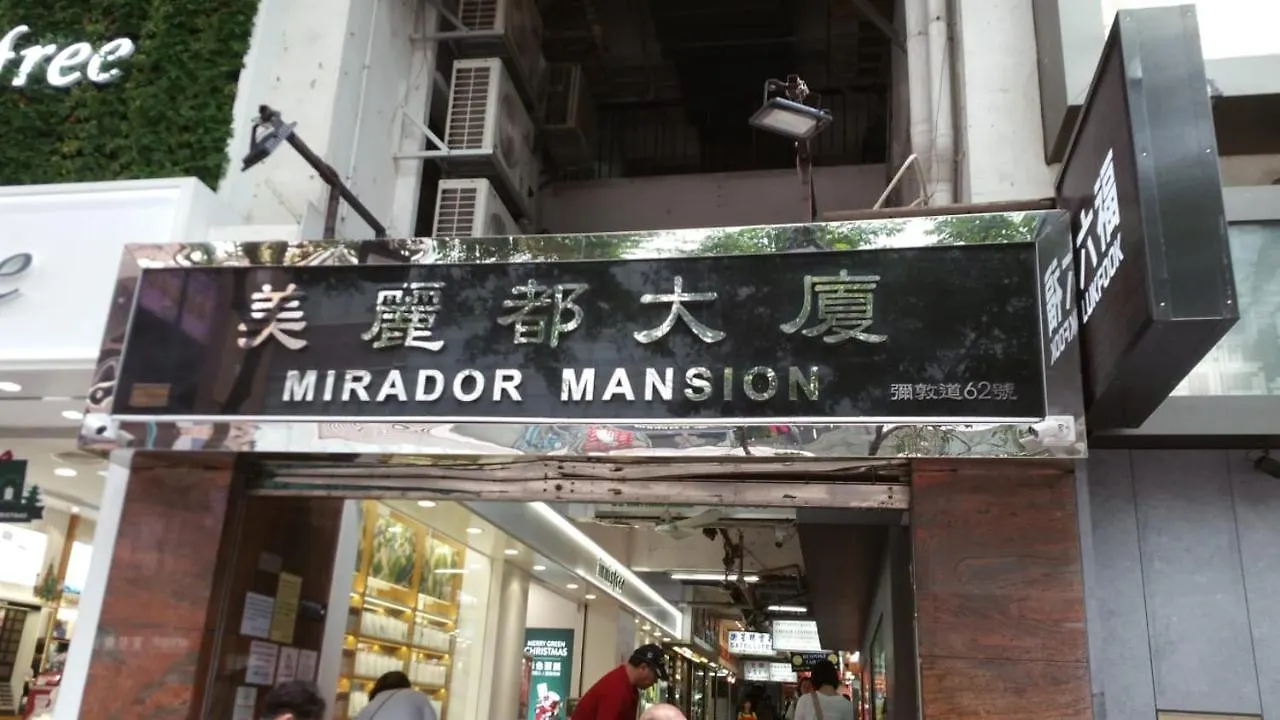 free
美麗都大廈
MIRADOR MANSION
彌敦道62號
六福
LUKFOOK
innisfree
MERRY GREEN
CHRISTMAS